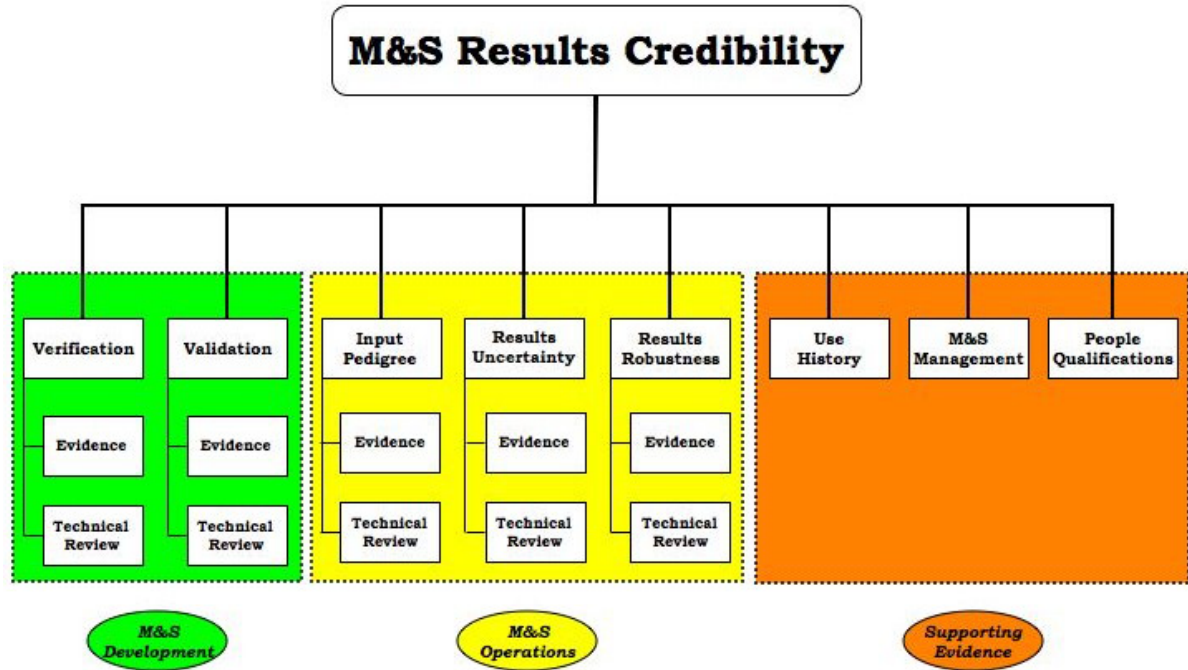 M&S Results Credibility
Verification
Validation
Input
Pedigree
Results
Uncertainty
Results
Robustness
Use
History
M&S
Management
People
Qualifications
Evidence
Evidence
Evidence
Evidence
Evidence
Technical
Review
Technical
Review
Technical
Review
Technical
Review
Technical
Review
M&S
Development
M&S
Operations
Supporting
Evidence